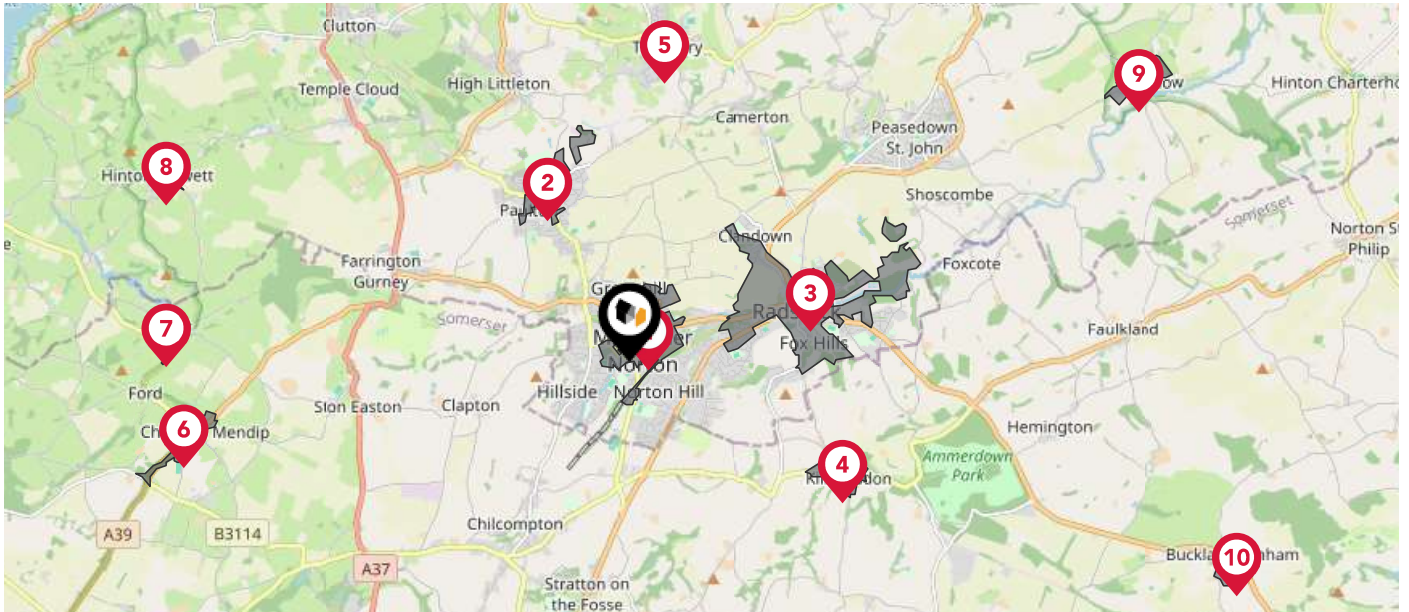 Clutton
5
High Littleton
Temple Cloud
9
Hinton Charterho
Camerton
Peasedown
St. John
8
2
Shoscombe
Somerset
Clandown
Norton St
Philip
Farrington
Gurney
Foxcote
3
Somerset
7
Faulkland
Fox Hills
Norton
Ford
Hillside
Norton Hill
Ston Easton
Clapton
6
Mendip
Hemington
4
Ammerdown
Park
Chilcompton
A39
B3114
10
A37
Stratton on
the Fosse